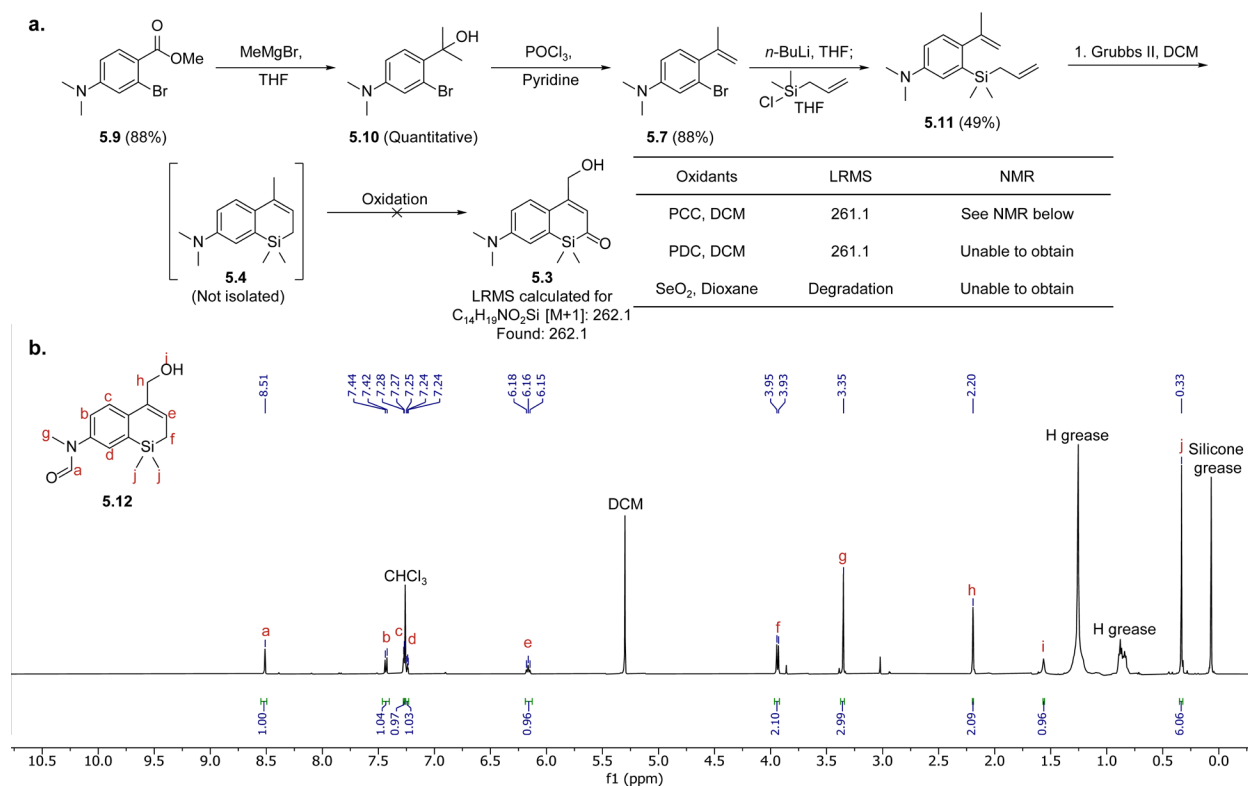 a.
O
OMe
Br
N
5.9 (88%)
MeMgBr,
THF
OH
Br
N
5.10 (Quantitative)
POCl3,
Pyridine
Br
N
5.7 (88%)
n-BuLi, THF;
Si
Cl
THF
N
Si
5.11 (49%)
1. Grubbs II, DCM
N
Si
5.4
(Not isolated)
Oxidation
OH
N
Si
O
5.3
LRMS calculated for
C14H19NO2Si [M+1]: 262.1
Found: 262.1
Oxidants LRMS NMR
PCC, DCM 261.1 See NMR below
PDC, DCM 261.1 Unable to obtain
SeO2, Dioxane Degradation Unable to obtain
b.
i
OH
h
c
b
e
g
f
N
Si
d
a
O
j
j
5.12
8.51
7.44
7.42
7.28
7.27
7.25
7.24
7.24
6.18
6.16
6.15
3.95
3.93
3.35
2.20
0.33
a
b
c
CHCl3
d
e
DCM
f
g
h
i
H grease
H grease
j
Silicone
grease
1.00
1.04
0.97
1.03
0.96
2.10
2.99
2.09
0.96
6.06
10.5 10.0 9.5 9.0 8.5 8.0 7.5 7.0 6.5 6.0 5.5 5.0 4.5 4.0 3.5 3.0 2.5 2.0 1.5 1.0 0.5 0.0
f1 (ppm)